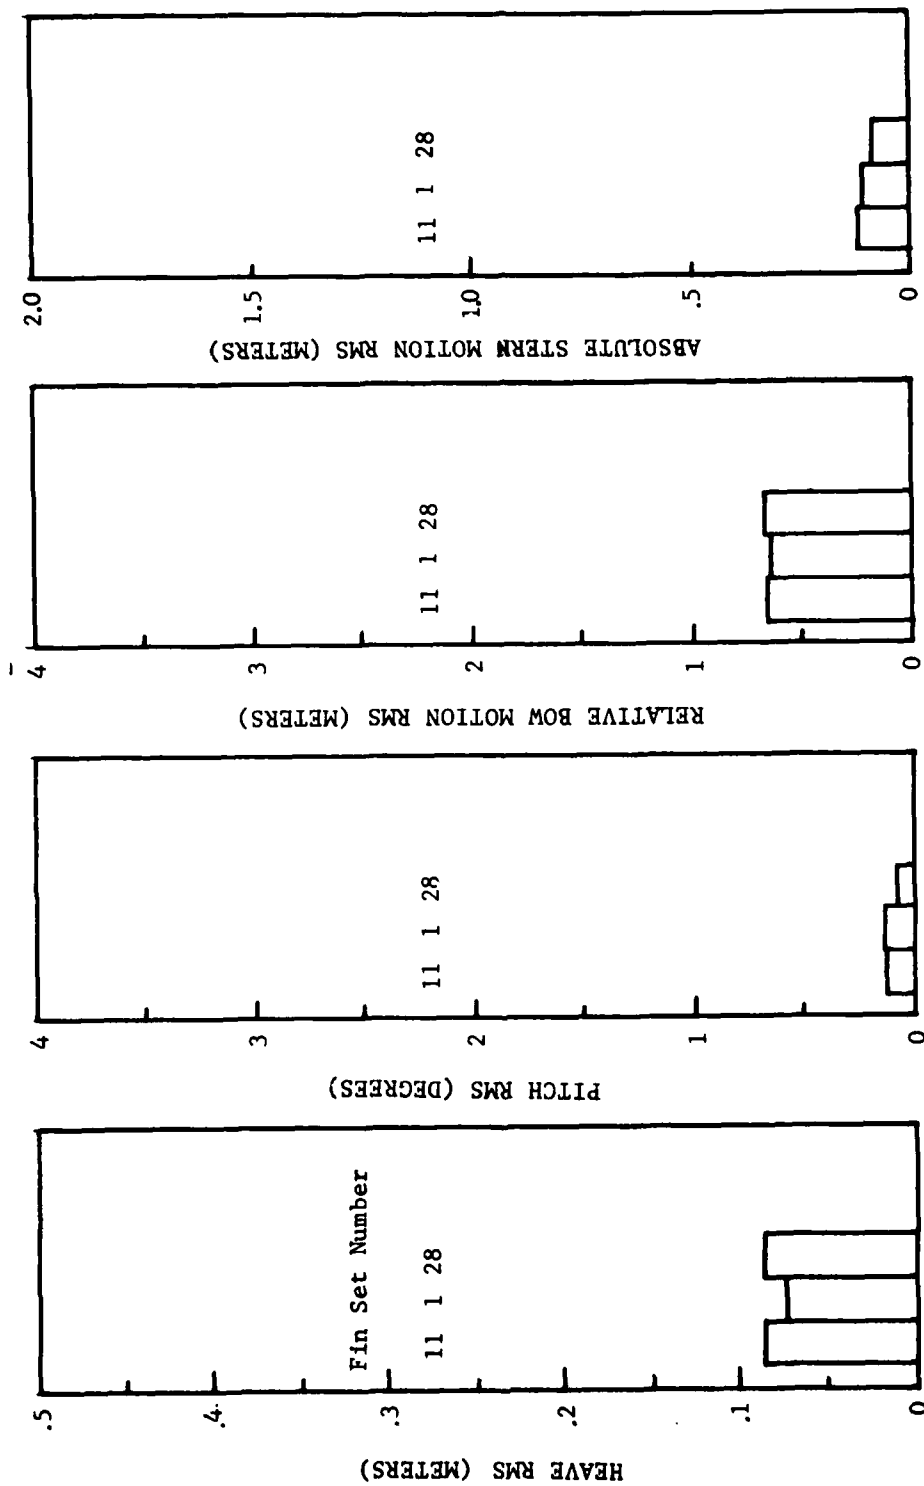 2.0
1.5
1.0
.5
0
ABSOLUTE STERN MOTION RMS (METERS)
11 1 28
4
3
2
1
0
RELATIVE BOW MOTION RMS (METERS)
11 1 28
4
3
2
1
0
PITCH RMS (DEGREES)
11 1 28
.5
.4
.3
.2
.1
0
HEAVE RMS (METERS)
Fin Set Number
11 1 28